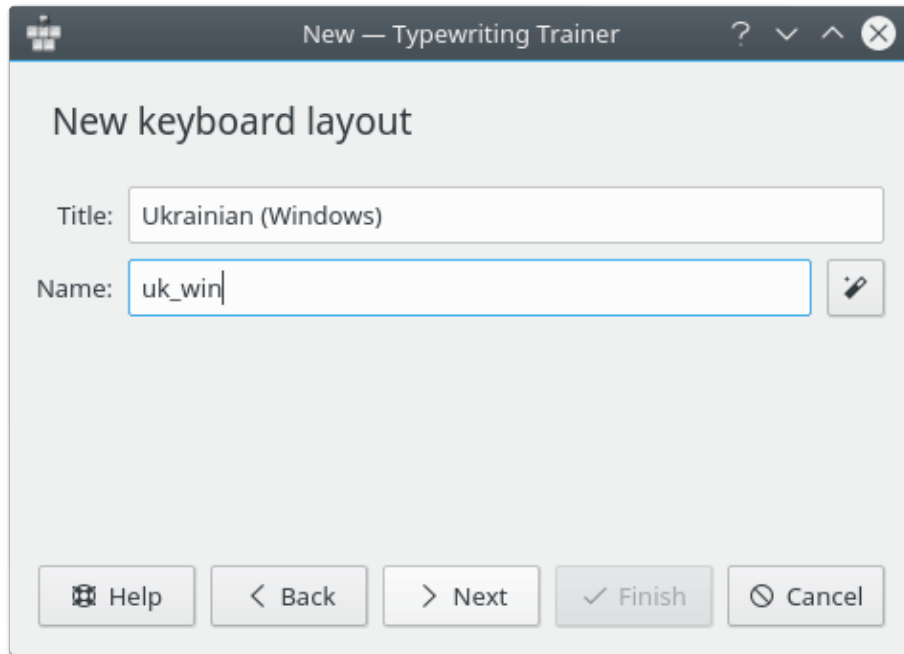 New — Typewriting Trainer
New keyboard layout
Title: Ukrainian (Windows)
Name: uk_win
Help Back Next Finish Cancel